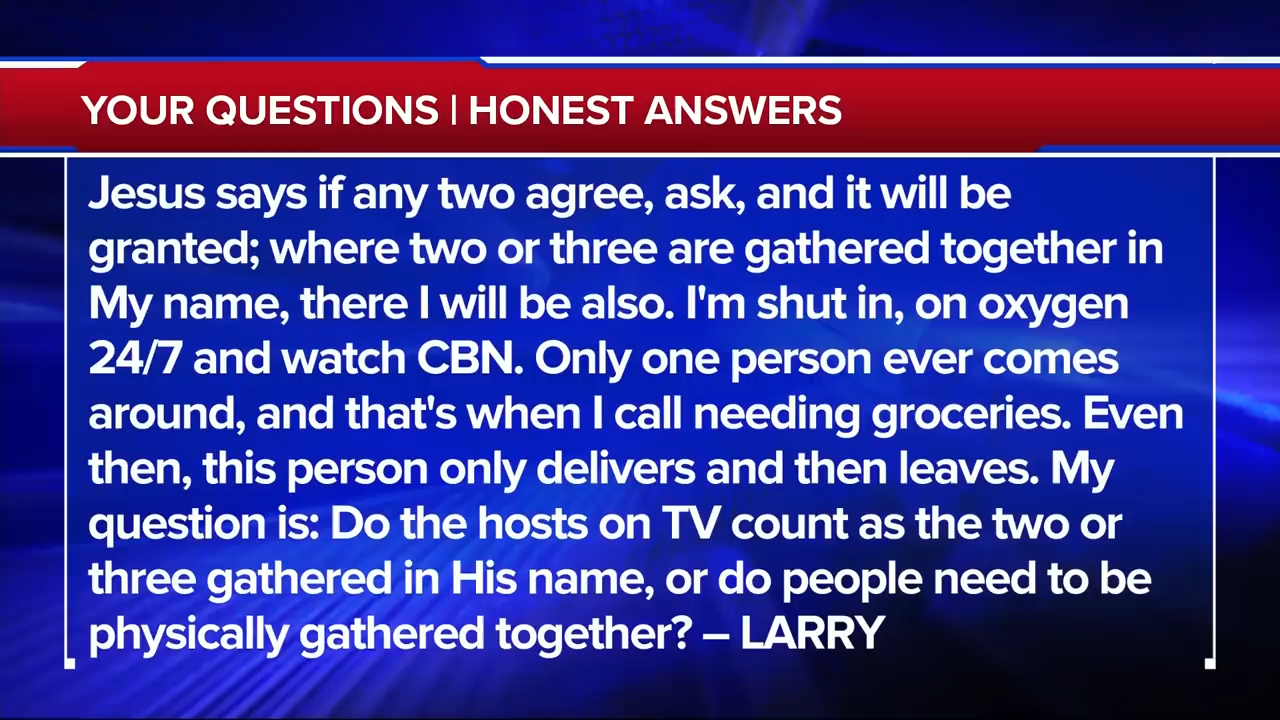 YOUR QUESTIONS | HONEST ANSWERS
Jesus says if any two agree, ask, and it will be
granted; where two or three are gathered together in
My name, there I will be also. I'm shut in, on oxygen
24/7 and watch CBN. Only one person ever comes
around, and that's when I call needing groceries. Even
then, this person only delivers and then leaves. My
question is: Do the hosts on TV count as the two or
three gathered in His name, or do people need to be
physically gathered together? – LARRY